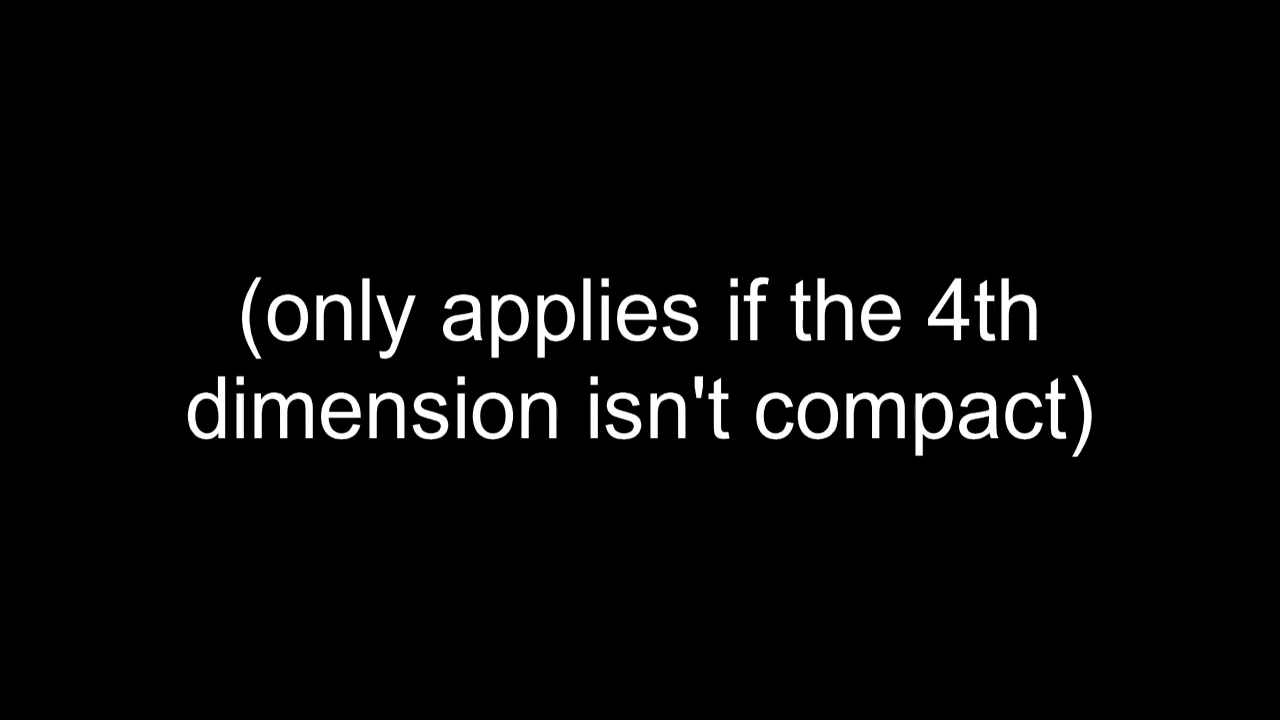 (only applies if the 4th
dimension isn't compact)